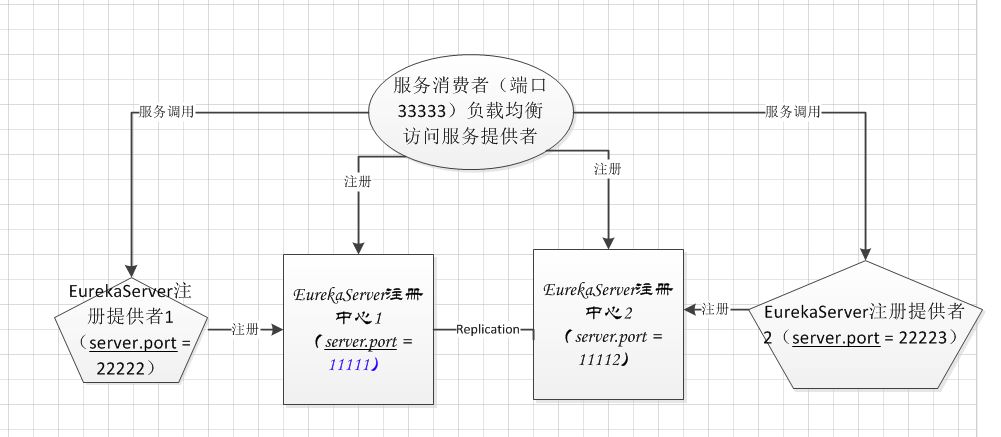 服务消费者（端口
33333）负载均衡
访问服务提供者
服务调用
服务调用
注册
注册
EurekaServer注
册提供者1
（server.port =
22222）
注册
EurekaServer注册
中心1
（server.port =
11111）
Replication
EurekaServer注册
中心2
（server.port =
11112）
注册
EurekaServer注册提供者
2（server.port = 22223）